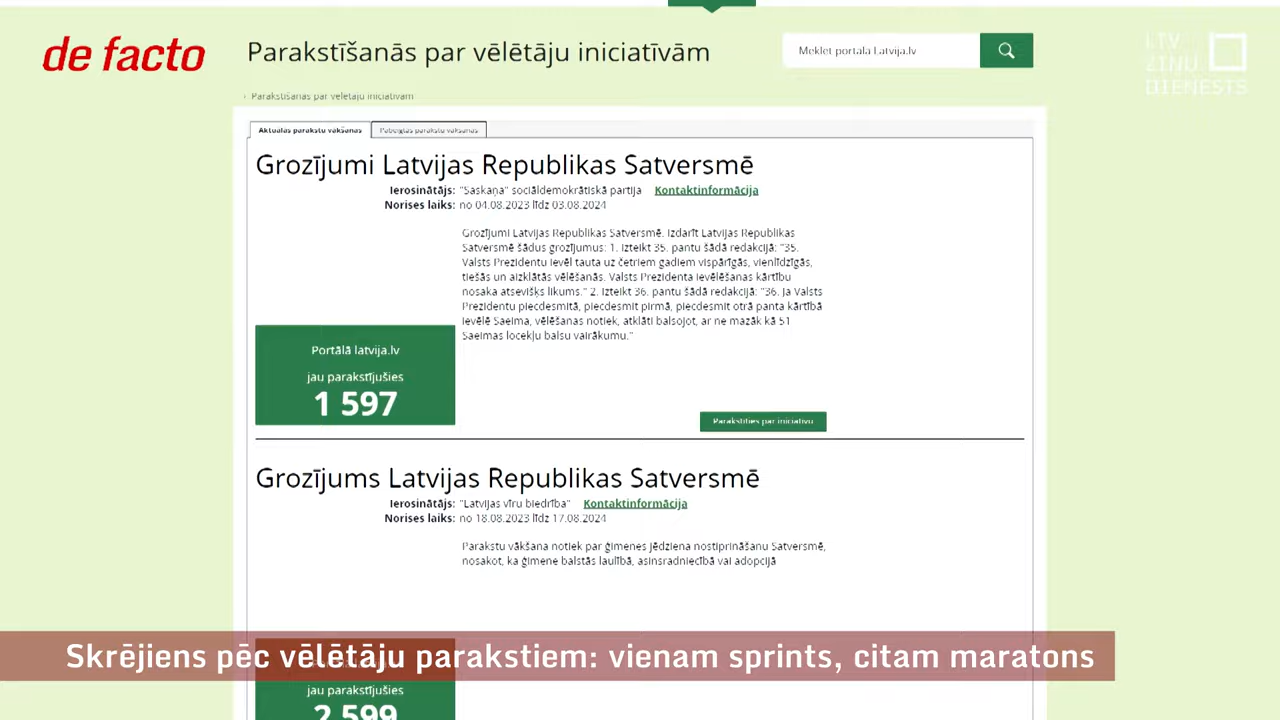 de facto
Parakstīšanās par vēlētāju iniciatīvām
Meklēt portālā Latvija.lv
LTV
ZIŅU
DIENESTS
› Parakstīšanās par vēlētāju iniciatīvām
Aktuālās parakstu vākšanas
Pabeigtās parakstu vākšanas
Grozījumi Latvijas Republikas Satversmē
Ierosinātājs: "Saskaņa" sociāldemokrātiskā partija Kontaktinformācija
Norises laiks: no 04.08.2023 līdz 03.08.2024
Grozījumi Latvijas Republikas Satversmē. Izdarīt Latvijas Republikas
Satversmē šādus grozījumus: 1. Izteikt 35. pantu šādā redakcijā: "35.
Valsts Prezidentu ievēl tauta uz četriem gadiem vispārīgās, vienlīdzīgās,
tiešās un aizklātās vēlēšanās. Valsts Prezidenta ievēlēšanas kārtību
nosaka atsevišķs likums." 2. Izteikt 36. pantu šādā redakcijā: "36. Ja Valsts
Prezidentu piecdesmitā, piecdesmit pirmā, piecdesmit otrā panta kārtībā
ievēlē Saeima, vēlēšanas notiek, atklāti balsojot, ar ne mazāk kā 51
Saeimas locekļu balsu vairākumu."
Portālā latvija.lv
jau parakstījušies
1 597
Parakstīties par iniciatīvu
Grozījums Latvijas Republikas Satversmē
Ierosinātājs: "Latvijas vīru biedrība" Kontaktinformācija
Norises laiks: no 18.08.2023 līdz 17.08.2024
Parakstu vākšana notiek par ģimenes jēdziena nostiprināšanu Satversmē,
nosakot, ka ģimene balstās laulībā, asinsradniecībā vai adopcijā
Skrējiens pēc vēlētāju parakstiem: vienam sprints, citam maratons
jau parakstījušies
2 599